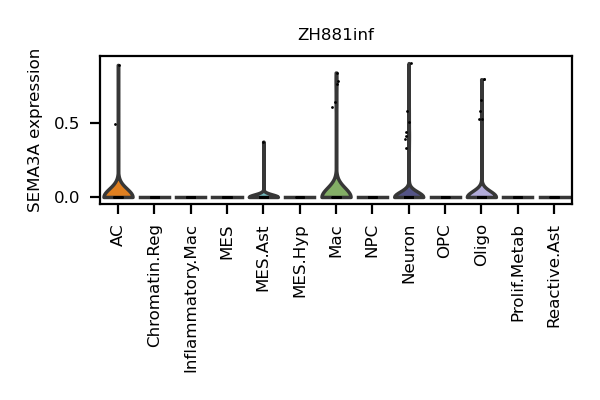 ZH881inf
SEMA3A expression
0.5
0.0
AC
Chromatin.Reg
Inflammatory.Mac
MES
MES.Ast
MES.Hyp
Mac
NPC
Neuron
OPC
Oligo
Prolif.Metab
Reactive.Ast